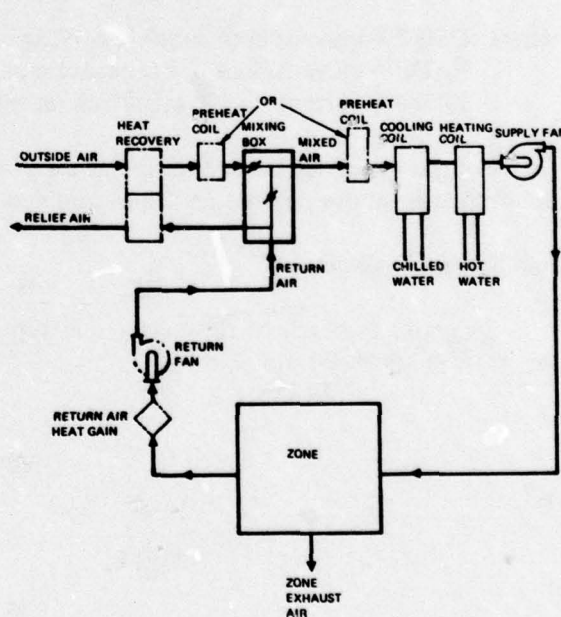 HEAT
RECOVERY
PREHEAT
COIL
OR
MIXING
BOX
MIXED
AIR
PREHEAT
COIL
COOLING
COIL
HEATING
COIL
SUPPLY FAN
OUTSIDE AIR
RELIEF AIR
RETURN
AIR
CHILLED
WATER
HOT
WATER
RETURN
FAN
RETURN AIR
HEAT GAIN
ZONE
ZONE
EXHAUST
AIR